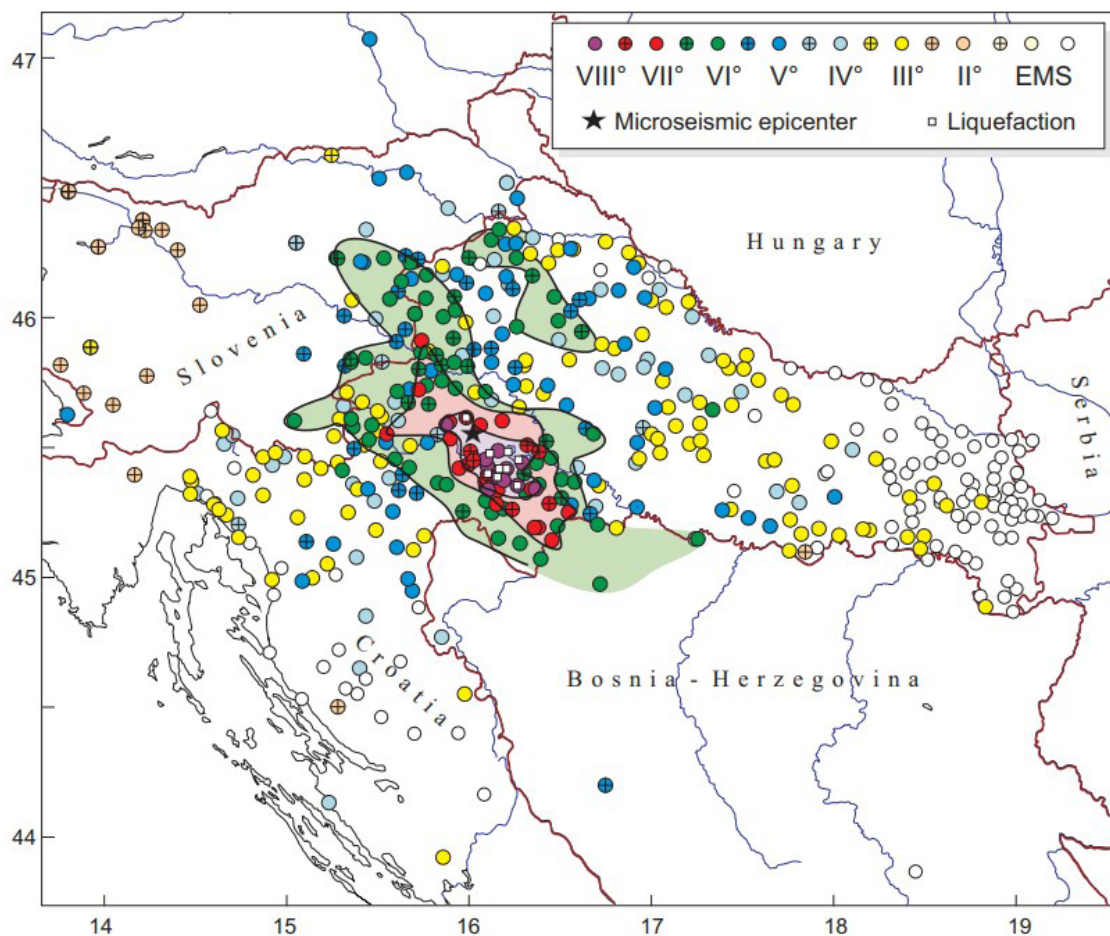 47
VIII° VII° VI° V° IV° III° II° EMS
★ Microseismic epicenter
Liquefaction
Hungary
46
Slovenia
Serbia
45
Croatia
Bosnia-Herzegovina
44
14 15 16 17 18 19